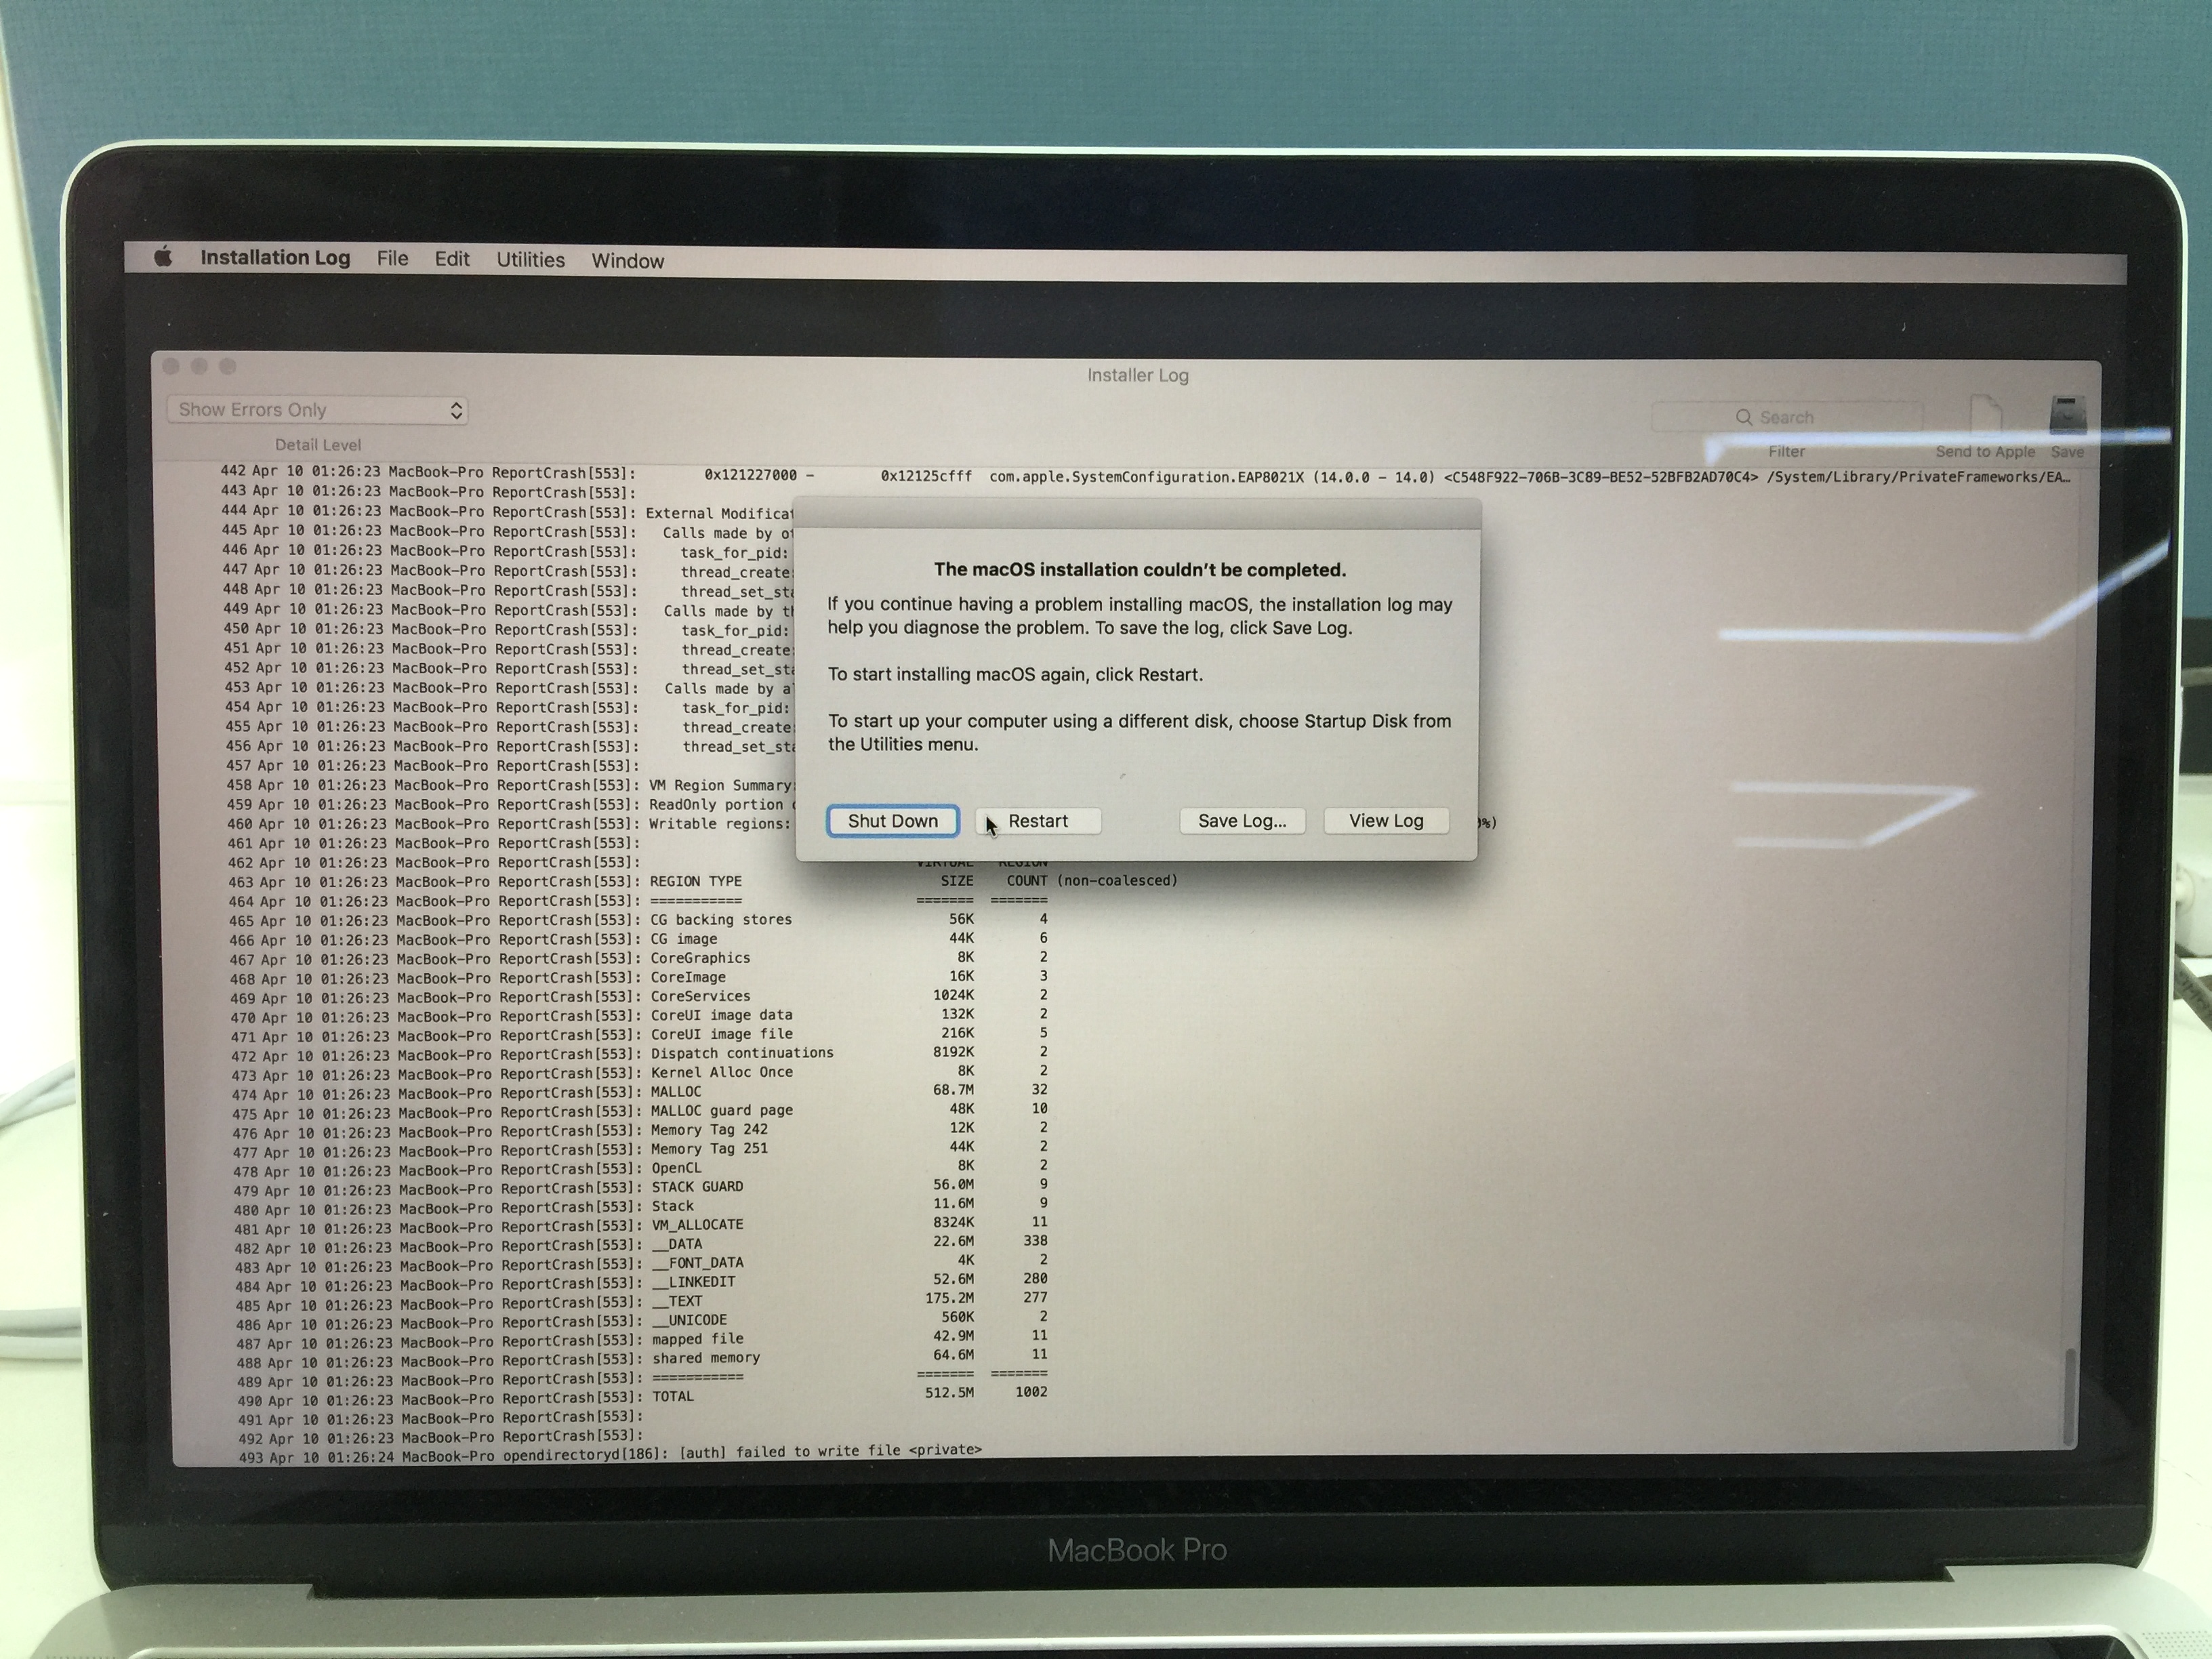 Installation Log File Edit Utilities Window
Installer Log
Show Errors Only
Search
Detail Level
Filter Send to Apple Save
442 Apr 10 01:26:23 MacBook-Pro ReportCrash[553]: 0x121227000 - 0x12125cfff com.apple.SystemConfiguration.EAP8021X (14.0.0 - 14.0) <C548F922-706B-3C89-BE52-52BFB2AD70C4> /System/Library/PrivateFrameworks/EA…
443 Apr 10 01:26:23 MacBook-Pro ReportCrash[553]:
444 Apr 10 01:26:23 MacBook-Pro ReportCrash[553]: External Modificat
445 Apr 10 01:26:23 MacBook-Pro ReportCrash[553]: Calls made by ot
446 Apr 10 01:26:23 MacBook-Pro ReportCrash[553]: task_for_pid:
447 Apr 10 01:26:23 MacBook-Pro ReportCrash[553]: thread_create:
448 Apr 10 01:26:23 MacBook-Pro ReportCrash[553]: thread_set_sta
449 Apr 10 01:26:23 MacBook-Pro ReportCrash[553]: Calls made by th
450 Apr 10 01:26:23 MacBook-Pro ReportCrash[553]: task_for_pid:
451 Apr 10 01:26:23 MacBook-Pro ReportCrash[553]: thread_create:
452 Apr 10 01:26:23 MacBook-Pro ReportCrash[553]: thread_set_sta
453 Apr 10 01:26:23 MacBook-Pro ReportCrash[553]: Calls made by a
454 Apr 10 01:26:23 MacBook-Pro ReportCrash[553]: task_for_pid:
455 Apr 10 01:26:23 MacBook-Pro ReportCrash[553]: thread_create:
456 Apr 10 01:26:23 MacBook-Pro ReportCrash[553]: thread_set_sta
457 Apr 10 01:26:23 MacBook-Pro ReportCrash[553]:
458 Apr 10 01:26:23 MacBook-Pro ReportCrash[553]: VM Region Summary:
459 Apr 10 01:26:23 MacBook-Pro ReportCrash[553]: ReadOnly portion
460 Apr 10 01:26:23 MacBook-Pro ReportCrash[553]: Writable regions: %)
461 Apr 10 01:26:23 MacBook-Pro ReportCrash[553]:
The macOS installation couldn't be completed.
If you continue having a problem installing macOS, the installation log may
help you diagnose the problem. To save the log, click Save Log.
To start installing macOS again, click Restart.
To start up your computer using a different disk, choose Startup Disk from
the Utilities menu.
Shut Down Restart Save Log... View Log
462 Apr 10 01:26:23 MacBook-Pro ReportCrash[553]: VIRTUAL REGION
463 Apr 10 01:26:23 MacBook-Pro ReportCrash[553]: REGION TYPE SIZE COUNT (non-coalesced)
464 Apr 10 01:26:23 MacBook-Pro ReportCrash[553]: =========== ======= =======
465 Apr 10 01:26:23 MacBook-Pro ReportCrash[553]: CG backing stores 56K 4
466 Apr 10 01:26:23 MacBook-Pro ReportCrash[553]: CG image 44K 6
467 Apr 10 01:26:23 MacBook-Pro ReportCrash[553]: CoreGraphics 8K 2
468 Apr 10 01:26:23 MacBook-Pro ReportCrash[553]: CoreImage 16K 3
469 Apr 10 01:26:23 MacBook-Pro ReportCrash[553]: CoreServices 1024K 2
470 Apr 10 01:26:23 MacBook-Pro ReportCrash[553]: CoreUI image data 132K 2
471 Apr 10 01:26:23 MacBook-Pro ReportCrash[553]: CoreUI image file 216K 5
472 Apr 10 01:26:23 MacBook-Pro ReportCrash[553]: Dispatch continuations 8192K 2
473 Apr 10 01:26:23 MacBook-Pro ReportCrash[553]: Kernel Alloc Once 8K 2
474 Apr 10 01:26:23 MacBook-Pro ReportCrash[553]: MALLOC 68.7M 32
475 Apr 10 01:26:23 MacBook-Pro ReportCrash[553]: MALLOC guard page 48K 10
476 Apr 10 01:26:23 MacBook-Pro ReportCrash[553]: Memory Tag 242 12K 2
477 Apr 10 01:26:23 MacBook-Pro ReportCrash[553]: Memory Tag 251 44K 2
478 Apr 10 01:26:23 MacBook-Pro ReportCrash[553]: OpenCL 8K 2
479 Apr 10 01:26:23 MacBook-Pro ReportCrash[553]: STACK GUARD 56.0M 9
480 Apr 10 01:26:23 MacBook-Pro ReportCrash[553]: Stack 11.6M 9
481 Apr 10 01:26:23 MacBook-Pro ReportCrash[553]: VM_ALLOCATE 8324K 11
482 Apr 10 01:26:23 MacBook-Pro ReportCrash[553]: __DATA 22.6M 338
483 Apr 10 01:26:23 MacBook-Pro ReportCrash[553]: __FONT_DATA 4K 2
484 Apr 10 01:26:23 MacBook-Pro ReportCrash[553]: __LINKEDIT 52.6M 280
485 Apr 10 01:26:23 MacBook-Pro ReportCrash[553]: __TEXT 175.2M 277
486 Apr 10 01:26:23 MacBook-Pro ReportCrash[553]: __UNICODE 560K 2
487 Apr 10 01:26:23 MacBook-Pro ReportCrash[553]: mapped file 42.9M 11
488 Apr 10 01:26:23 MacBook-Pro ReportCrash[553]: shared memory 64.6M 11
489 Apr 10 01:26:23 MacBook-Pro ReportCrash[553]: =========== ======= =======
490 Apr 10 01:26:23 MacBook-Pro ReportCrash[553]: TOTAL 512.5M 1002
491 Apr 10 01:26:23 MacBook-Pro ReportCrash[553]:
492 Apr 10 01:26:23 MacBook-Pro ReportCrash[553]:
493 Apr 10 01:26:24 MacBook-Pro opendirectoryd[186]: [auth] failed to write file <private>
MacBook Pro